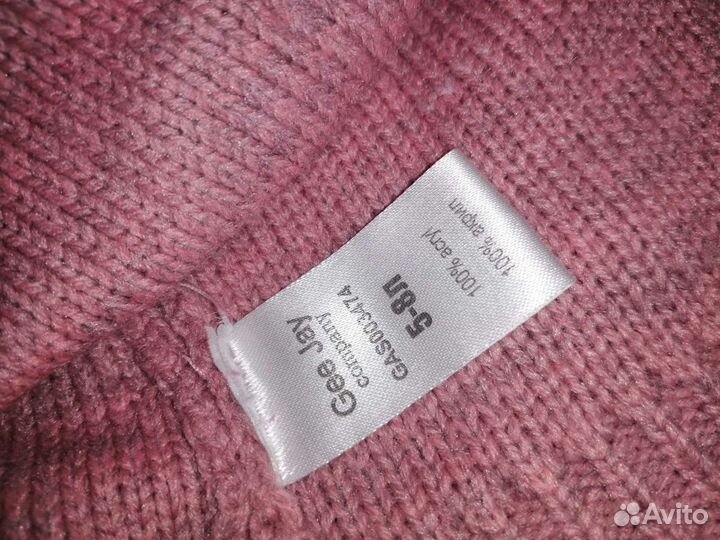 Gee Jay
company
GAS003474
5-8л
100% acryl
100% акрил
Avito